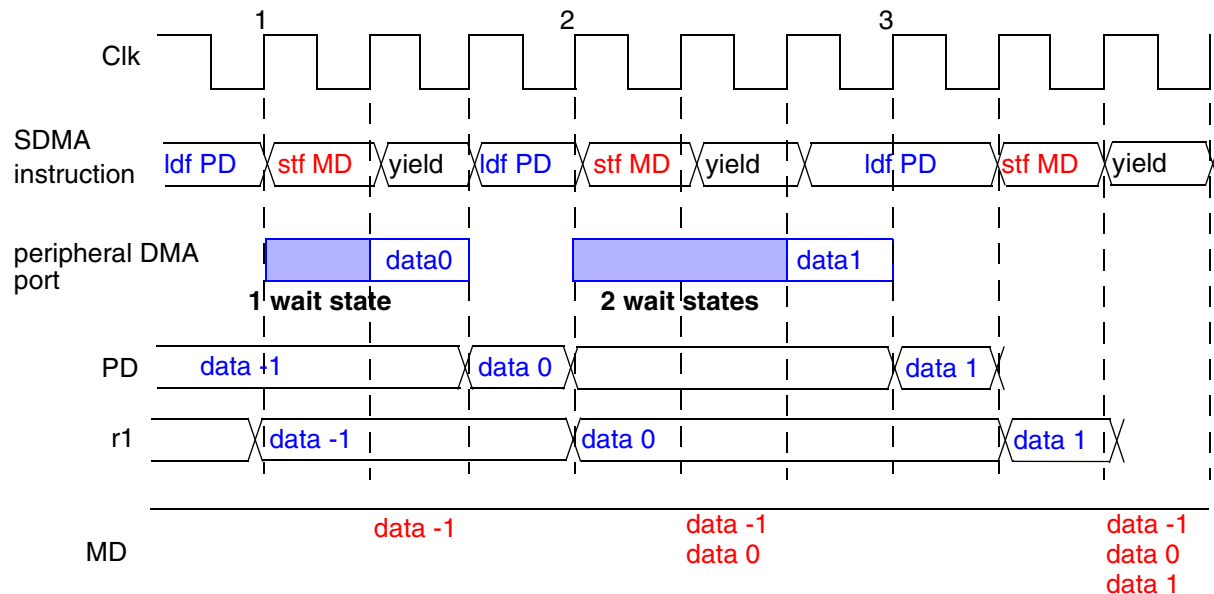 1 2 3
Clk
SDMA
instruction
ldf PD stf MD yield ldf PD stf MD yield ldf PD stf MD yield
peripheral DMA
port
data0 data1
1 wait state 2 wait states
PD
data -1 data 0 data 1
r1
data -1 data 0 data 1
MD
data -1 data -1 data -1
data 0 data 0
data 1